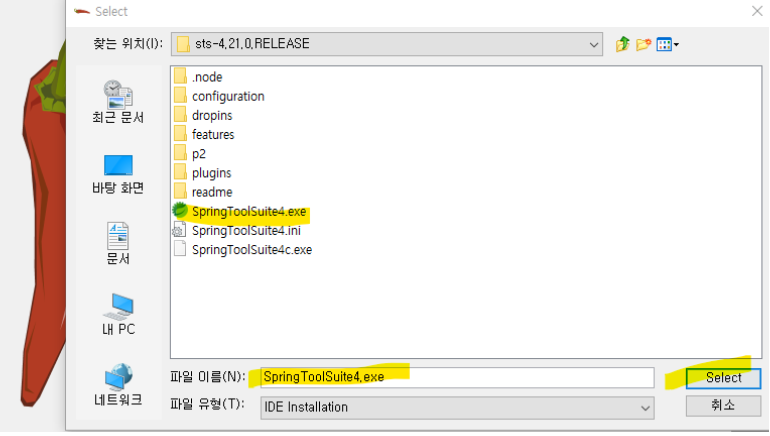 Select
찾는 위치(I):
sts-4.21.0.RELEASE
최근 문서
바탕 화면
문서
내 PC
네트워크
.node
configuration
dropins
features
p2
plugins
readme
SpringToolSuite4.exe
SpringToolSuite4.ini
SpringToolSuite4c.exe
파일 이름(N):
SpringToolSuite4.exe
Select
파일 유형(T):
IDE Installation
취소